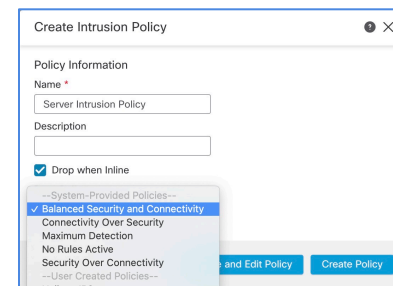 Create Intrusion Policy
Policy Information
Name *
Server Intrusion Policy
Description
Drop when Inline
--System-Provided Policies--
✓ Balanced Security and Connectivity
Connectivity Over Security
Maximum Detection
No Rules Active
Security Over Connectivity
--User Created Policies--
e and Edit Policy
Create Policy